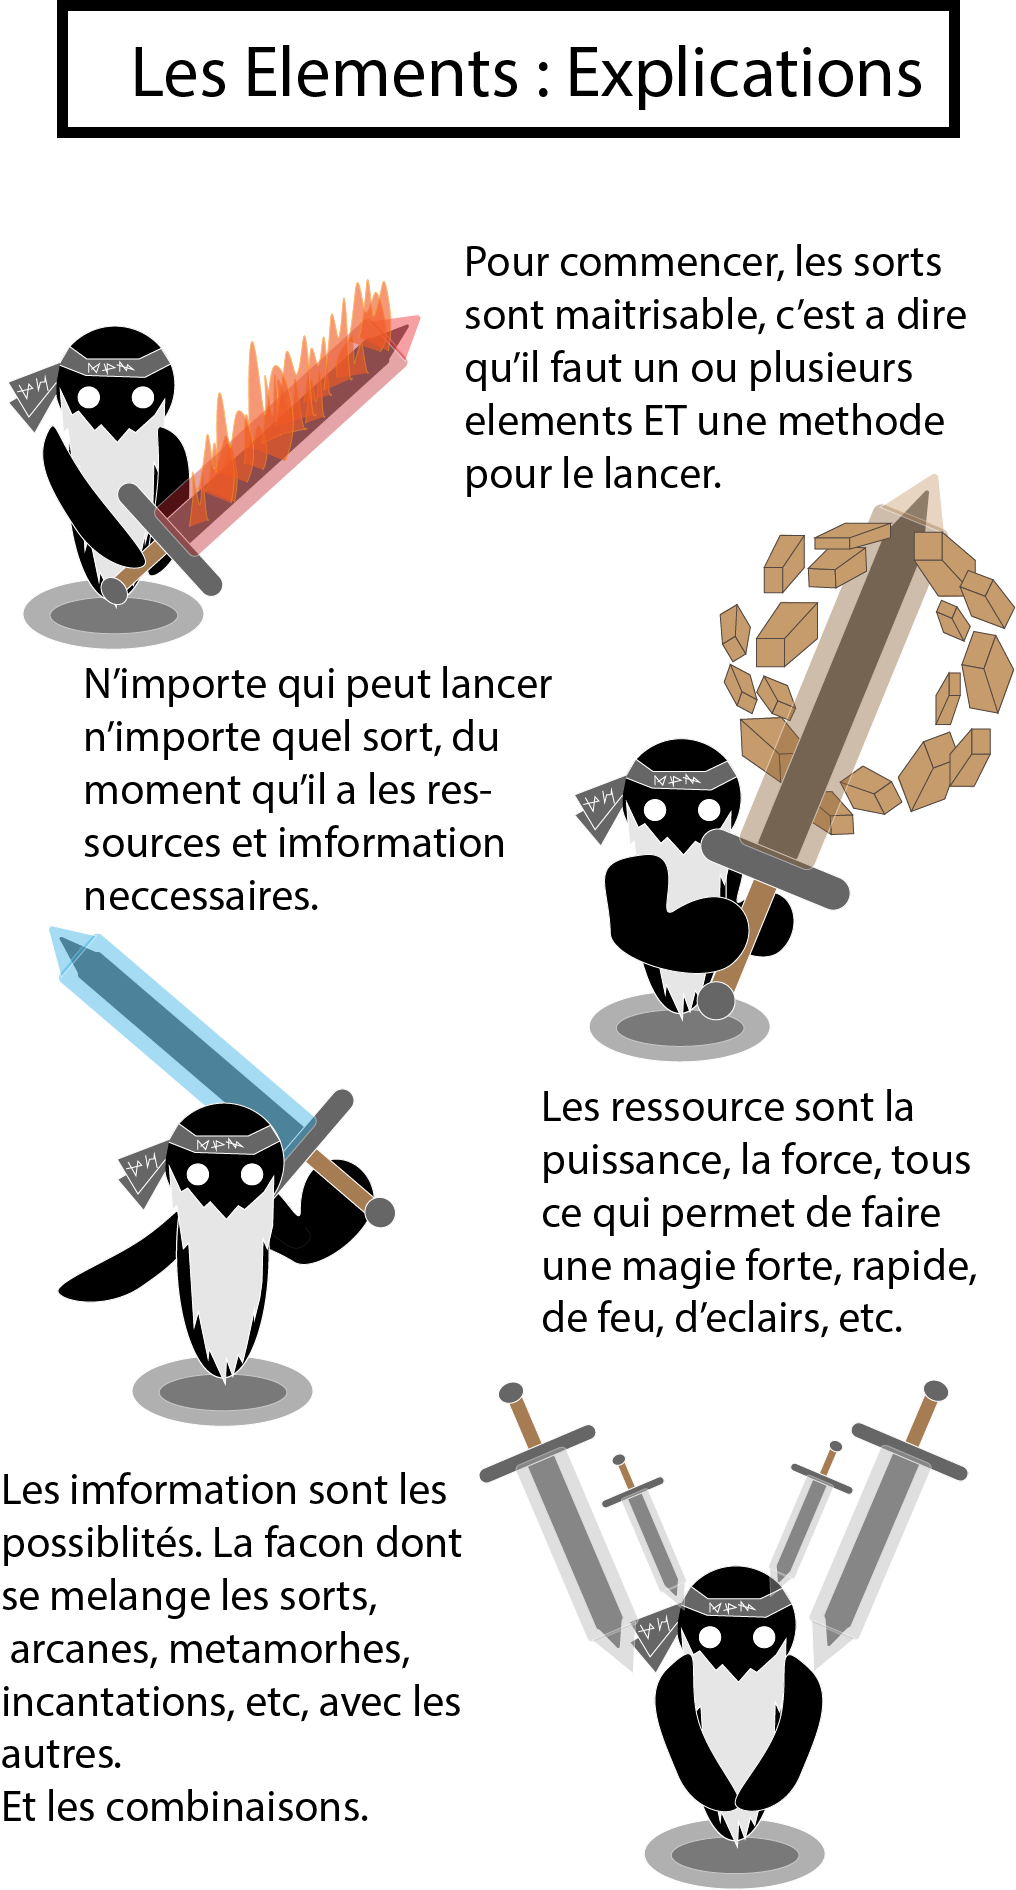 Les Elements : Explications
Pour commencer, les sorts
sont maitrisable, c’est a dire
qu’il faut un ou plusieurs
elements ET une methode
pour le lancer.
N’importe qui peut lancer
n’importe quel sort, du
moment qu’il a les res-
sources et imformation
neccessaires.
Les ressource sont la
puissance, la force, tous
ce qui permet de faire
une magie forte, rapide,
de feu, d’eclairs, etc.
Les imformation sont les
possiblités. La facon dont
se melange les sorts,
arcanes, metamorhes,
incantations, etc, avec les
autres.
Et les combinaisons.